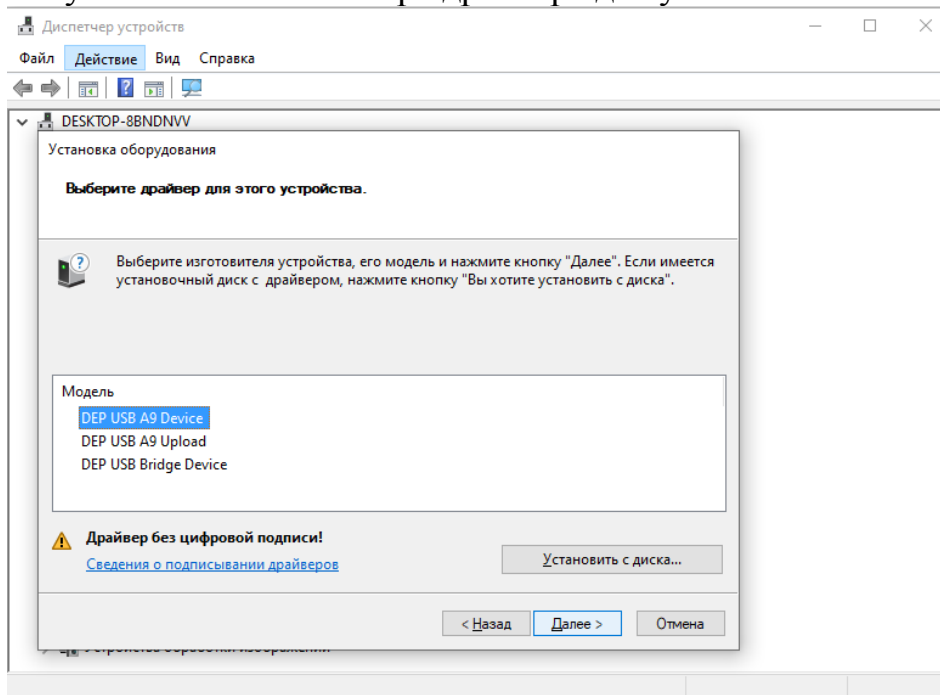 Диспетчер устройств
Файл Действие Вид Справка
DESKTOP-8BNDNVV
Установка оборудования
Выберите драйвер для этого устройства.
Выберите изготовителя устройства, его модель и нажмите кнопку "Далее". Если имеется
установочный диск с драйвером, нажмите кнопку "Вы хотите установить с диска".
Модель
DEP USB A9 Device
DEP USB A9 Upload
DEP USB Bridge Device
Драйвер без цифровой подписи!
Сведения о подписывании драйверов
Установить с диска...
< Назад Далее > Отмена
Устройства обработки изображений